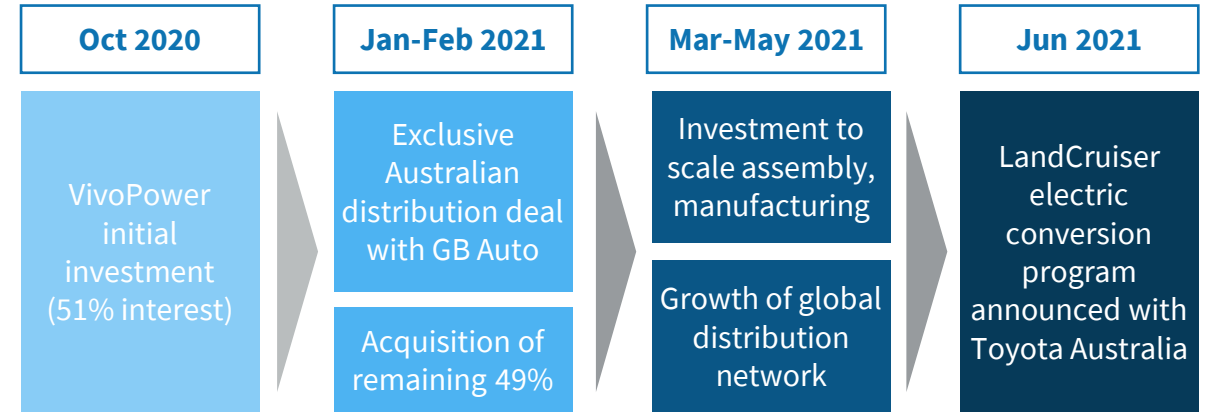 Oct 2020
VivoPower
initial
investment
(51% interest)
Jan-Feb 2021
Exclusive
Australian
distribution deal
with GB Auto
Acquisition of
remaining 49%
Mar-May 2021
Investment to
scale assembly,
manufacturing
Growth of global
distribution
network
Jun 2021
LandCruiser
electric
conversion
program
announced with
Toyota Australia